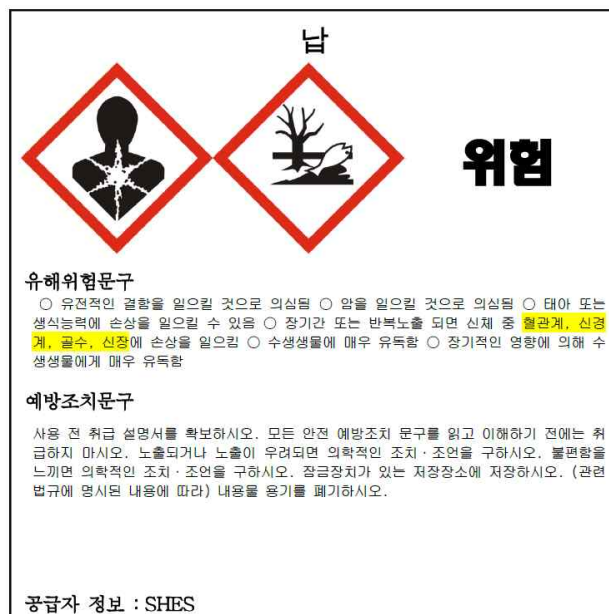 납
위험
유해위험문구
○ 유전적인 결함을 일으킬 것으로 의심됨 ○ 암을 일으킬 것으로 의심됨 ○ 태아 또는
생식능력에 손상을 일으킬 수 있음 ○ 장기간 또는 반복노출 되면 신체 중 혈관계, 신경
계, 골수, 신장에 손상을 일으킴 ○ 수생생물에 매우 유독함 ○ 장기적인 영향에 의해 수
생생물에게 매우 유독함
예방조치문구
사용 전 취급 설명서를 확보하시오. 모든 안전 예방조치 문구를 읽고 이해하기 전에는 취
급하지 마시오. 노출되거나 노출이 우려되면 의학적인 조치 · 조언을 구하시오. 불편함을
느끼면 의학적인 조치 · 조언을 구하시오. 잠금장치가 있는 저장장소에 저장하시오. (관련
법규에 명시된 내용에 따라) 내용물 용기를 폐기하시오.
공급자 정보 : SHES